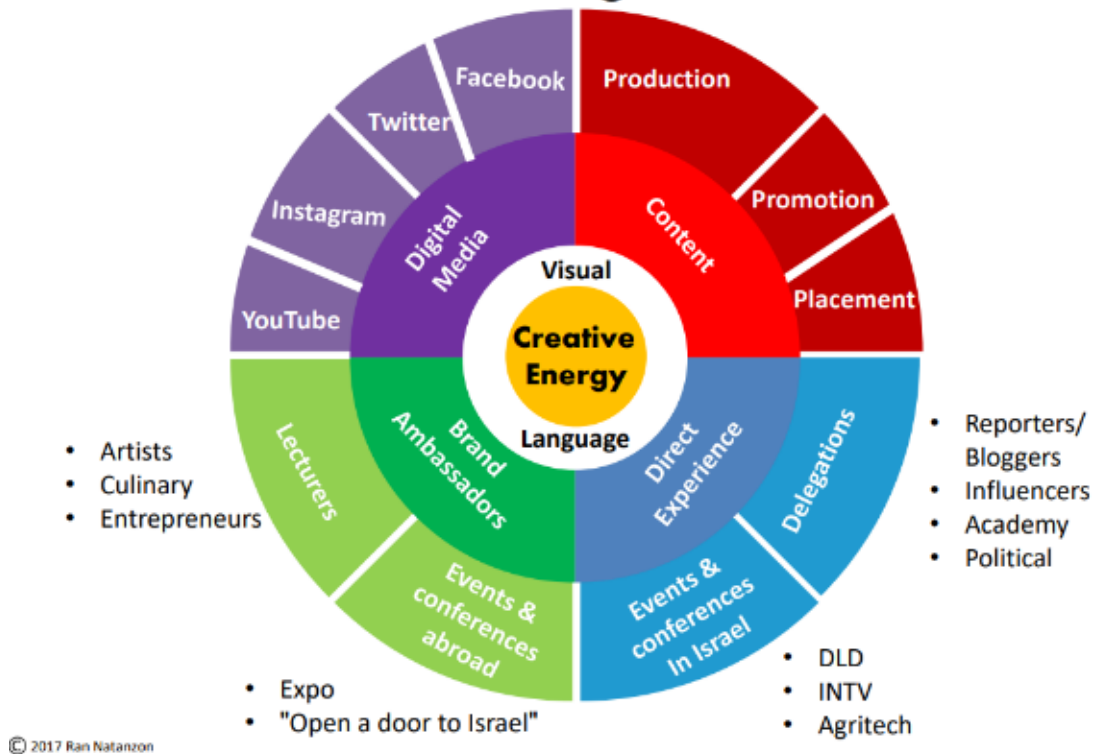 Facebook
Twitter
Instagram
YouTube
Digital
Media
Production
Promotion
Placement
Content
Visual
Creative
Energy
Language
Brand
Ambassadors
Lecturers
Events &
conferences
abroad
Direct
Experience
Delegations
Events &
conferences
In Israel
• Artists
• Culinary
• Entrepreneurs
• Reporters/
Bloggers
• Influencers
• Academy
• Political
• Expo
• "Open a door to Israel"
• DLD
• INTV
• Agritech
© 2017 Ran Natanzon